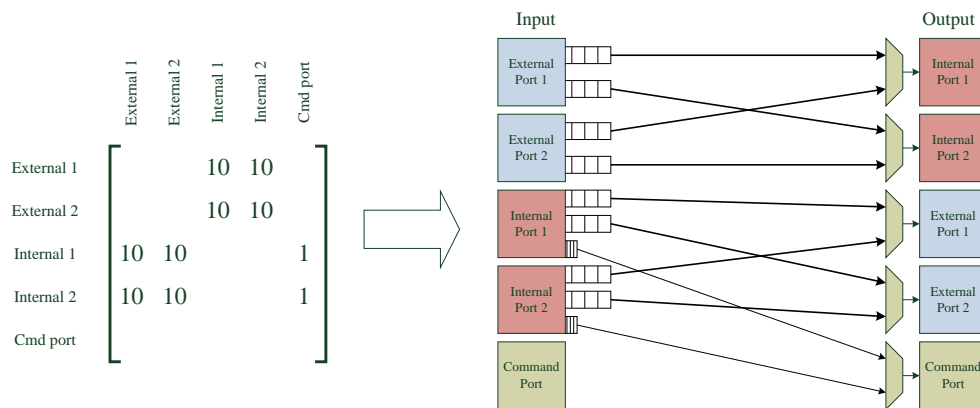 Input
Output
External 1
External 2
Internal 1
Internal 2
Cmd port
External 1
10 10
External 2
10 10
Internal 1
10 10 1
Internal 2
10 10 1
Cmd port
External
Port 1
External
Port 2
Internal
Port 1
Internal
Port 2
Command
Port
Internal
Port 1
Internal
Port 2
External
Port 1
External
Port 2
Command
Port